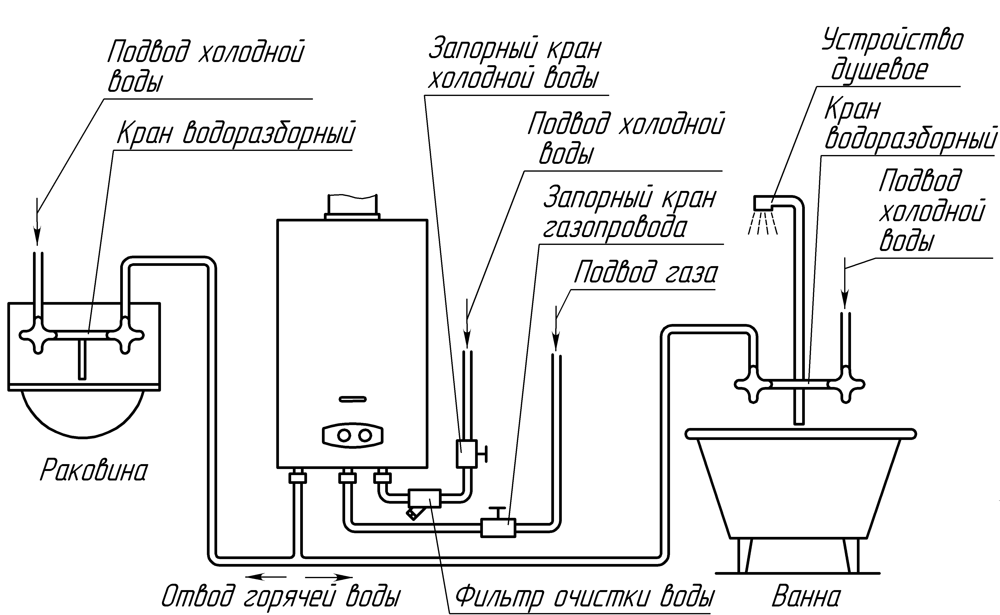 Подвод холодной
воды
Кран водоразборный
Запорный кран
холодной воды
Подвод холодной
воды
Запорный кран
газопровода
Подвод газа
Устройство
душевое
Кран
водоразборный
Подвод
холодной
воды
Раковина
Отвод горячей воды
Фильтр очистки воды
Ванна